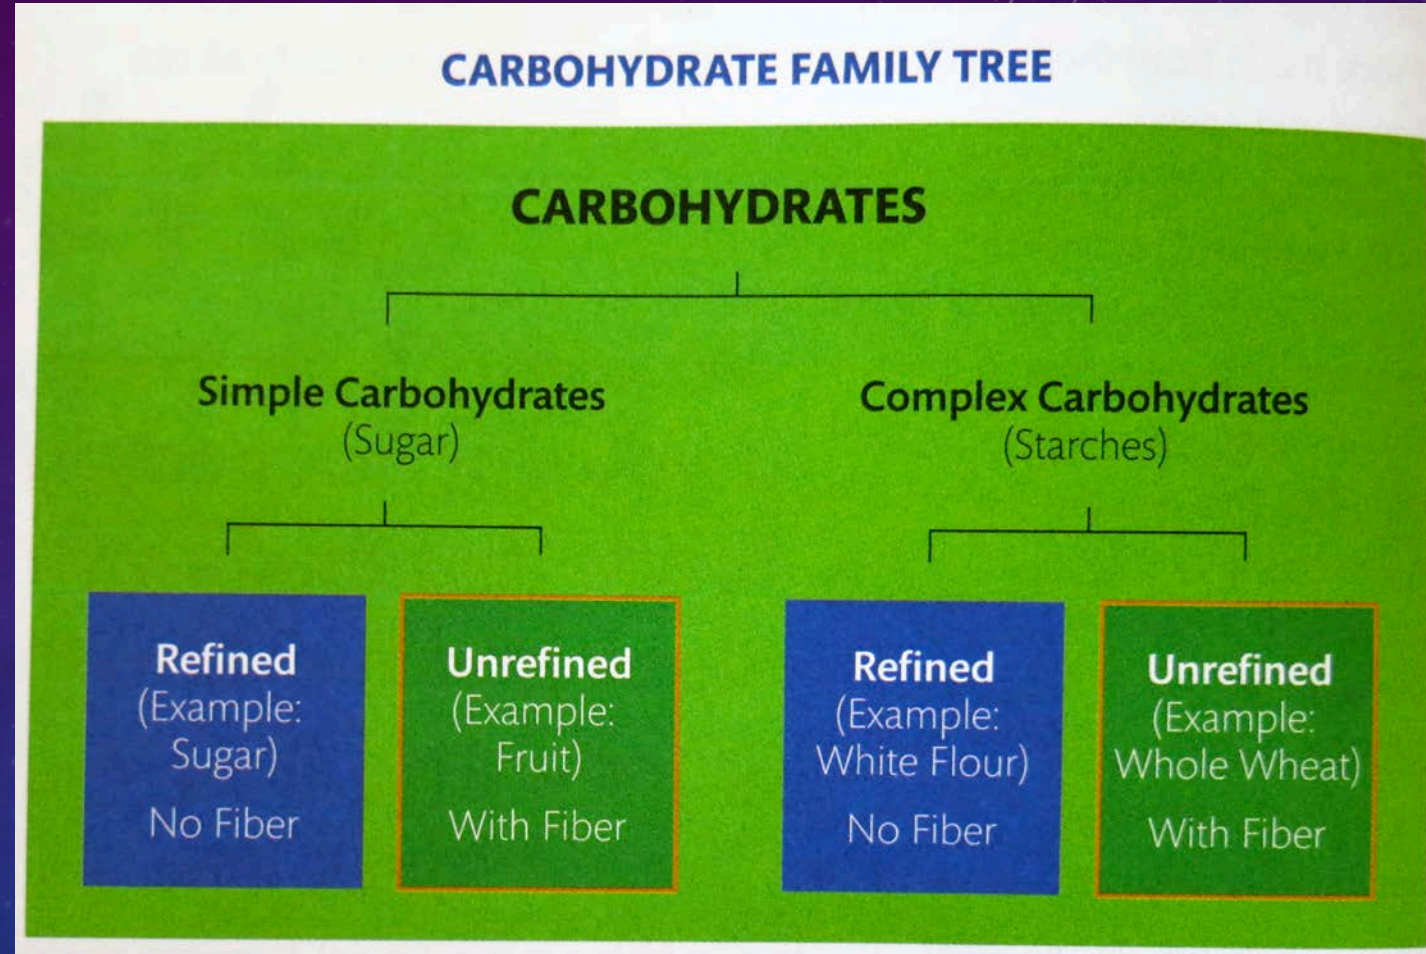 CARBOHYDRATE FAMILY TREE
CARBOHYDRATES
Simple Carbohydrates
(Sugar)
Complex Carbohydrates
(Starches)
Refined
(Example:
Sugar)
No Fiber
Unrefined
(Example:
Fruit)
With Fiber
Refined
(Example:
White Flour)
No Fiber
Unrefined
(Example:
Whole Wheat)
With Fiber